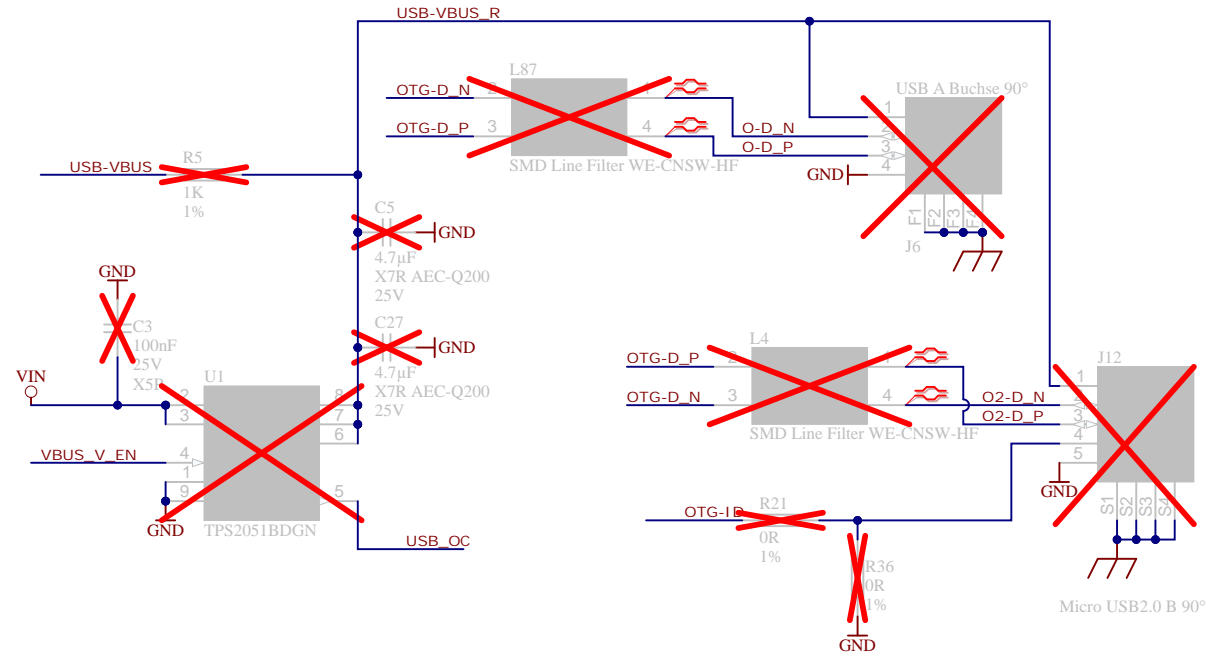 USB-VBUS_R
L87
OTG-D_N
2
1
OTG-D_P
3
4
SMD Line Filter WE-CNSW-HF
USB A Buchse 90°
1
O-D_N
2
O-D_P
3
GND
4
F1
F2
F3
F4
J6
USB-VBUS
R5
1K
1%
C5
GND
4.7µF
X7R AEC-Q200
25V
GND
C3
100nF
25V
X5R
C27
GND
4.7µF
X7R AEC-Q200
25V
VIN
U1
2
8
3
7
6
VBUS_V_EN
4
1
9
5
GND
TPS2051BDGN
USB_OC
L4
OTG-D_P
2
1
OTG-D_N
3
4
SMD Line Filter WE-CNSW-HF
J12
1
O2-D_N
2
O2-D_P
3
4
5
GND
S1
S2
S3
S4
Micro USB2.0 B 90°
OTG-ID
R21
0R
1%
R36
0R
1%
GND